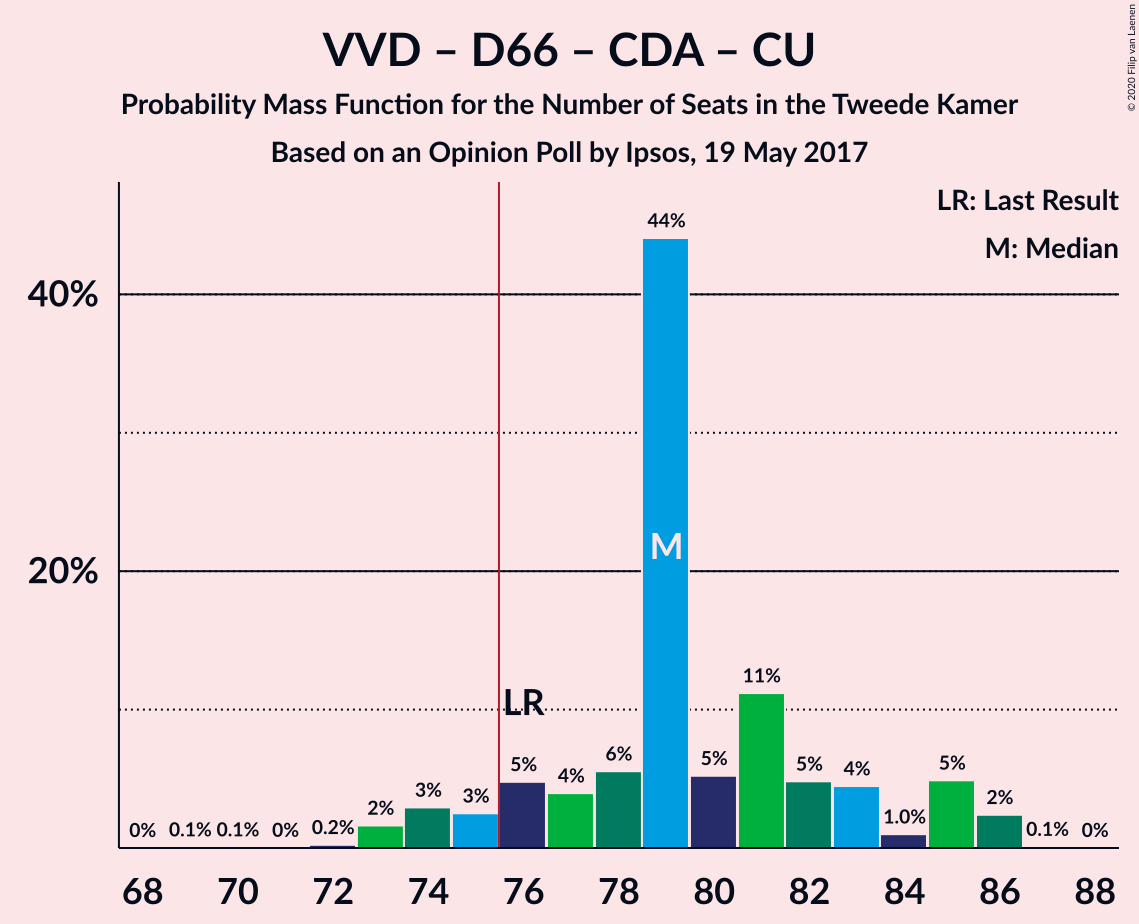 VVD – D66 – CDA – CU
Probability Mass Function for the Number of Seats in the Tweede Kamer
Based on an Opinion Poll by Ipsos, 19 May 2017
© 2020 Filip van Laenen
LR: Last Result
M: Median
40%
20%
44%
M
LR
0% 0.1% 0.1% 0% 0.2% 2% 3% 3% 5% 4% 6% 5% 11% 5% 4% 1.0% 5% 2% 0.1% 0%
68 70 72 74 76 78 80 82 84 86 88